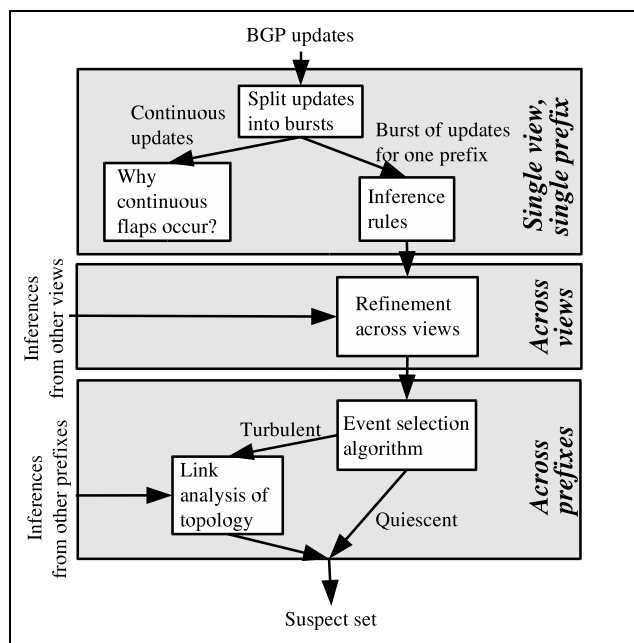 BGP updates
Split updates
into bursts
Continuous
updates
Burst of updates
for one prefix
Why
continuous
flaps occur?
Inference
rules
Single view,
single prefix
Inferences
from other views
Refinement
across views
Across
views
Event selection
algorithm
Turbulent
Inferences
from other prefixes
Link
analysis of
topology
Quiescent
Across
prefixes
Suspect set